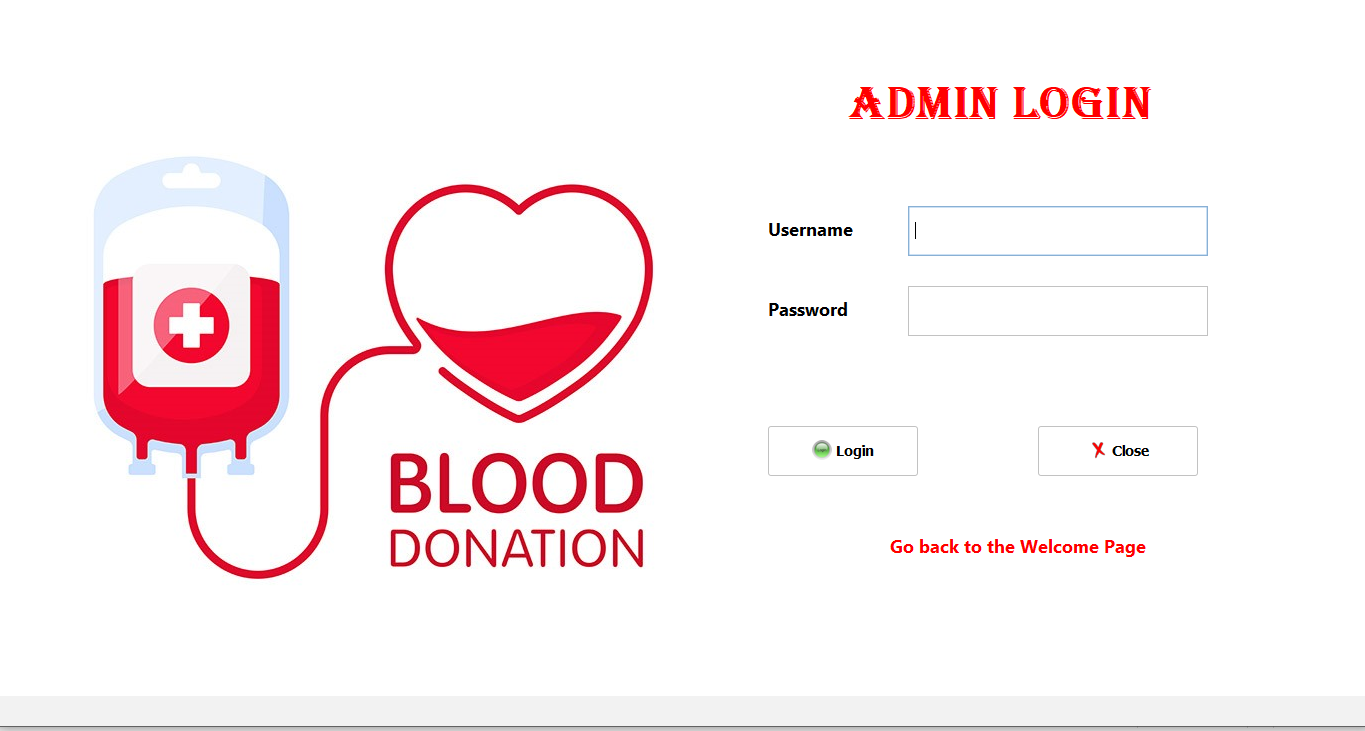 ADMIN LOGIN
Username
Password
Login
Close
BLOOD
DONATION
Go back to the Welcome Page